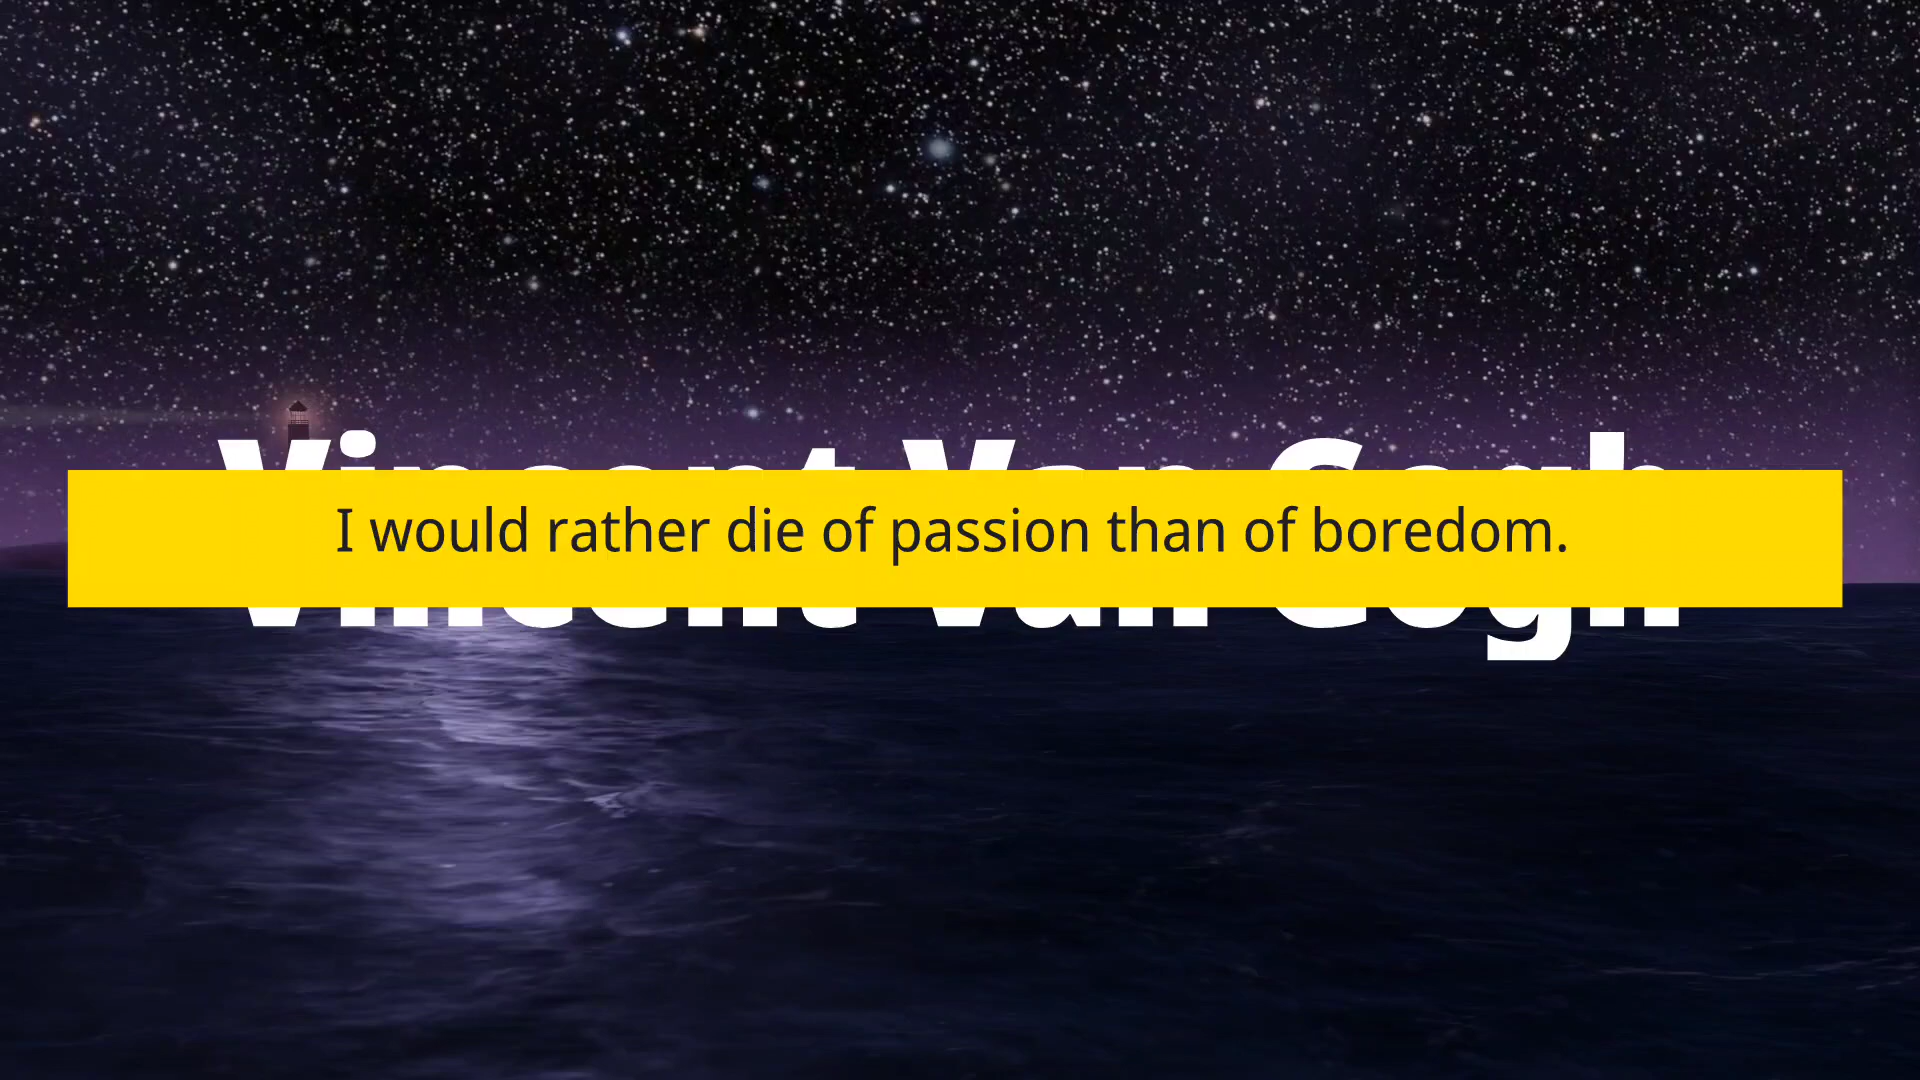 Vincent Van Gogh
I would rather die of passion than of boredom.